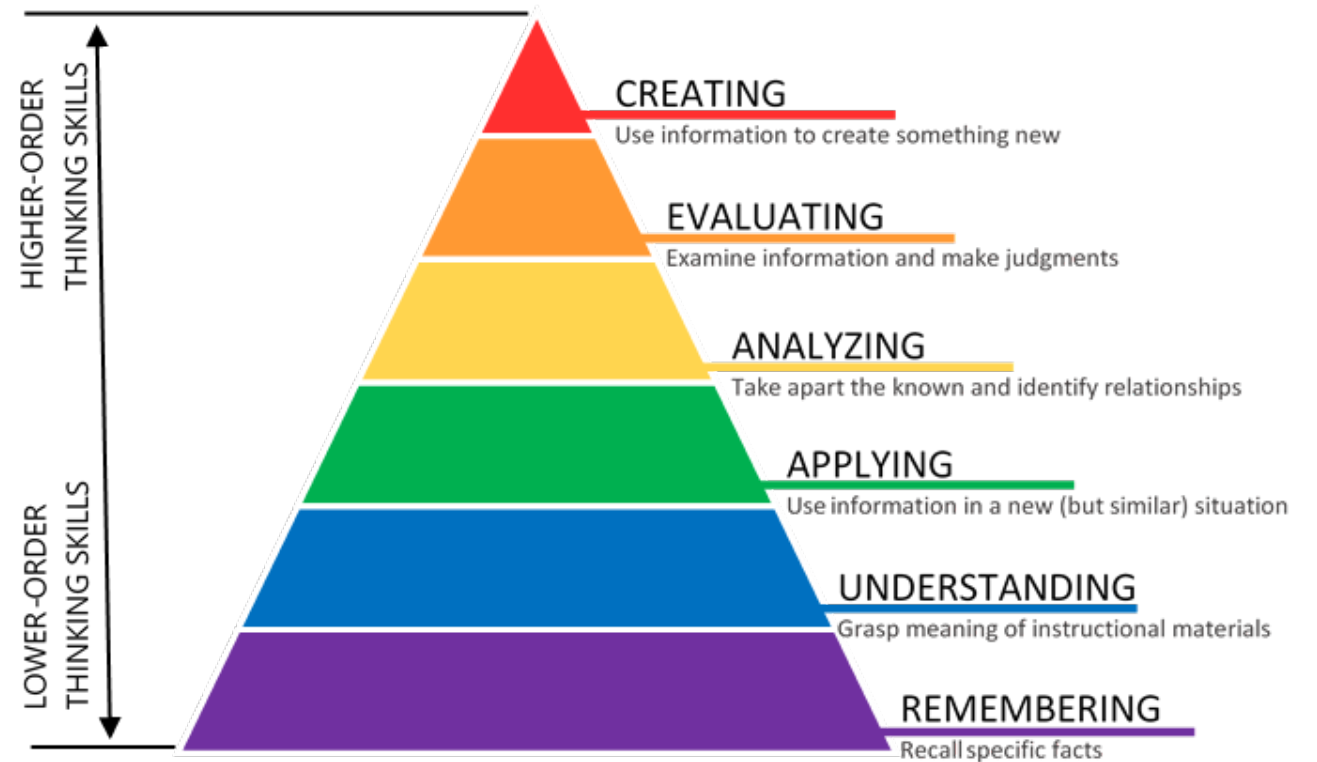 HIGHER-ORDER
THINKING SKILLS
CREATING
Use information to create something new
EVALUATING
Examine information and make judgments
ANALYZING
Take apart the known and identify relationships
APPLYING
Use information in a new (but similar) situation
LOWER-ORDER
THINKING SKILLS
UNDERSTANDING
Grasp meaning of instructional materials
REMEMBERING
Recall specific facts